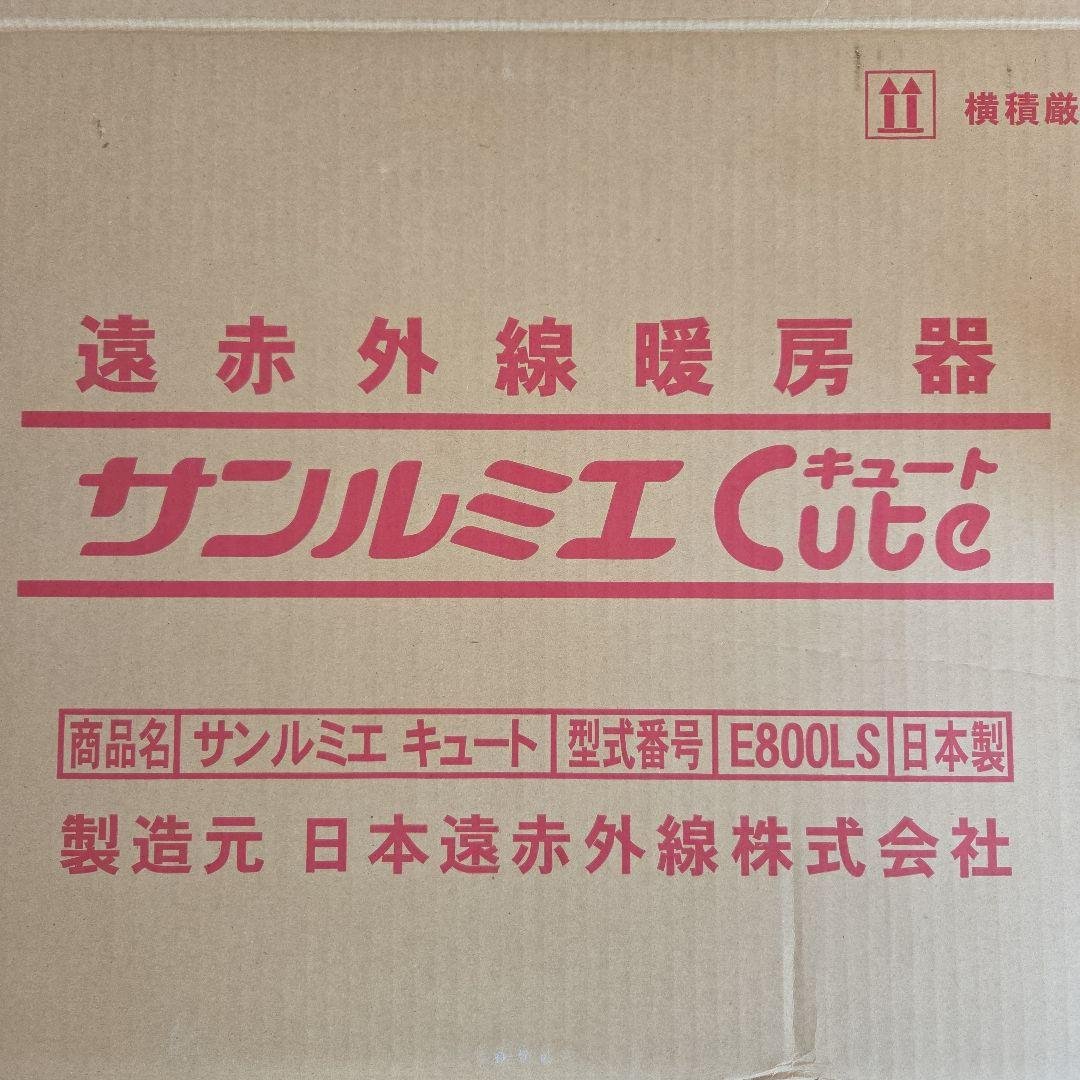 横積厳
遠赤外線暖房器
サンルミエ Cute キュート
商品名 サンルミエ キュート 型式番号 E800LS 日本製
製造元 日本遠赤外線株式会社